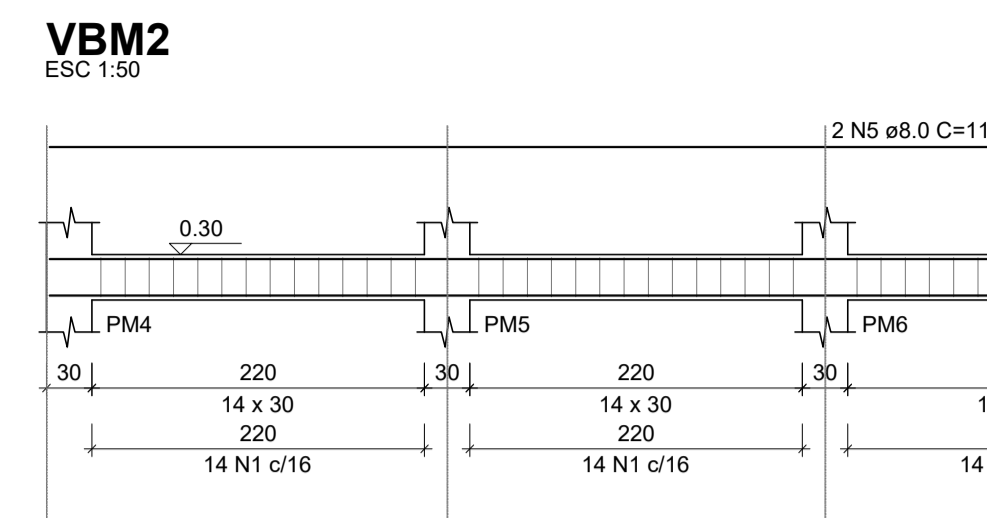 VBM2
ESC 1:50
2 N5 ø8.0 C=11
0.30
PM4 PM5 PM6
30 220 30 220 30
14 x 30 14 x 30 1
220 220
14 N1 c/16 14 N1 c/16 14